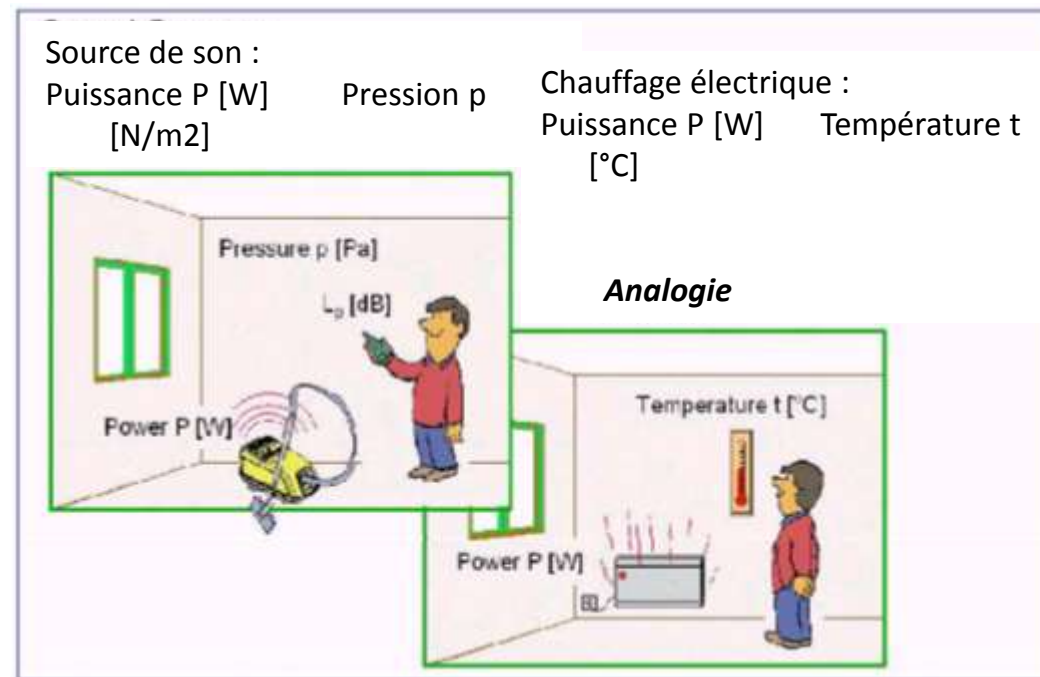 Source de son :
Puissance P [W] Pression p
[N/m2]
Chauffage électrique :
Puissance P [W] Température t
[°C]
Analogie
Pressure p [Pa]
Lp [dB]
Power P [W]
Temperature t [°C]
Power P [W]